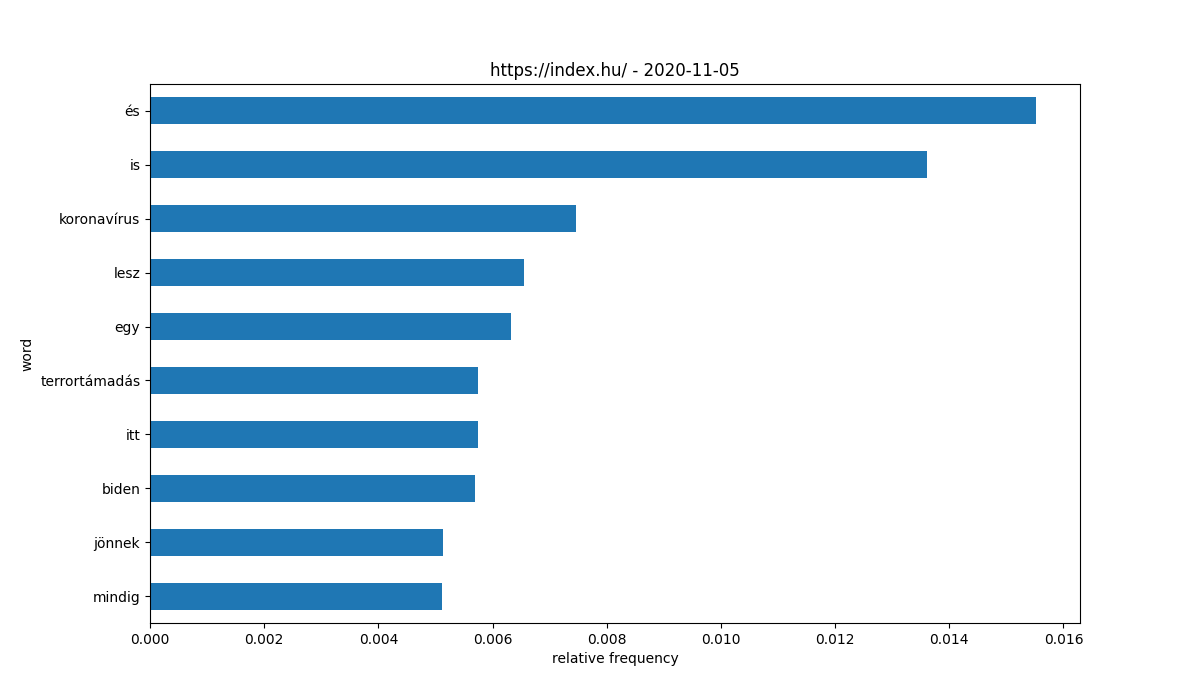 https://index.hu/ - 2020-11-05
és
is
koronavírus
lesz
egy
terrortámadás
itt
biden
jönnek
mindig
word
0.000 0.002 0.004 0.006 0.008 0.010 0.012 0.014 0.016
relative frequency